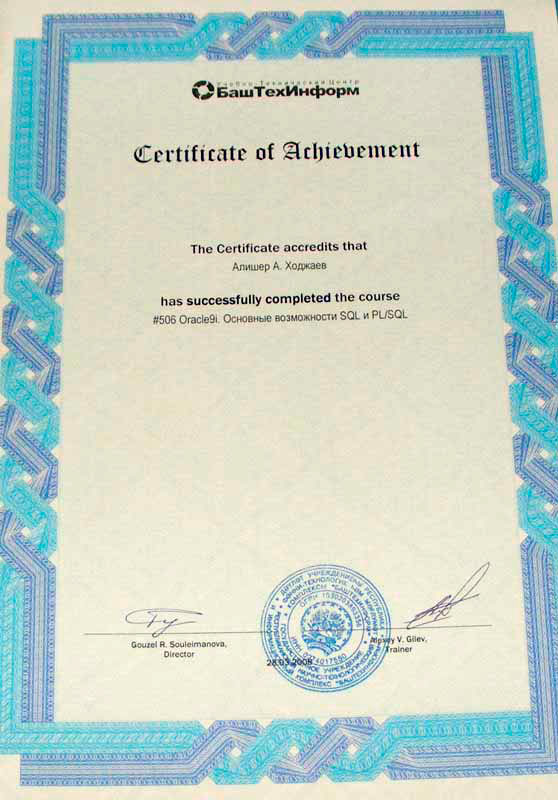 Учебно-Технический Центр
БашТехИнформ
Certificate of Achievement
The Certificate accredits that
Алишер А. Ходжаев
has successfully completed the course
#506 Oracle9i. Основные возможности SQL и PL/SQL
Gouzel R. Souleimanova,
Director
28.03.2008
Alexey V. Gilev,
Trainer